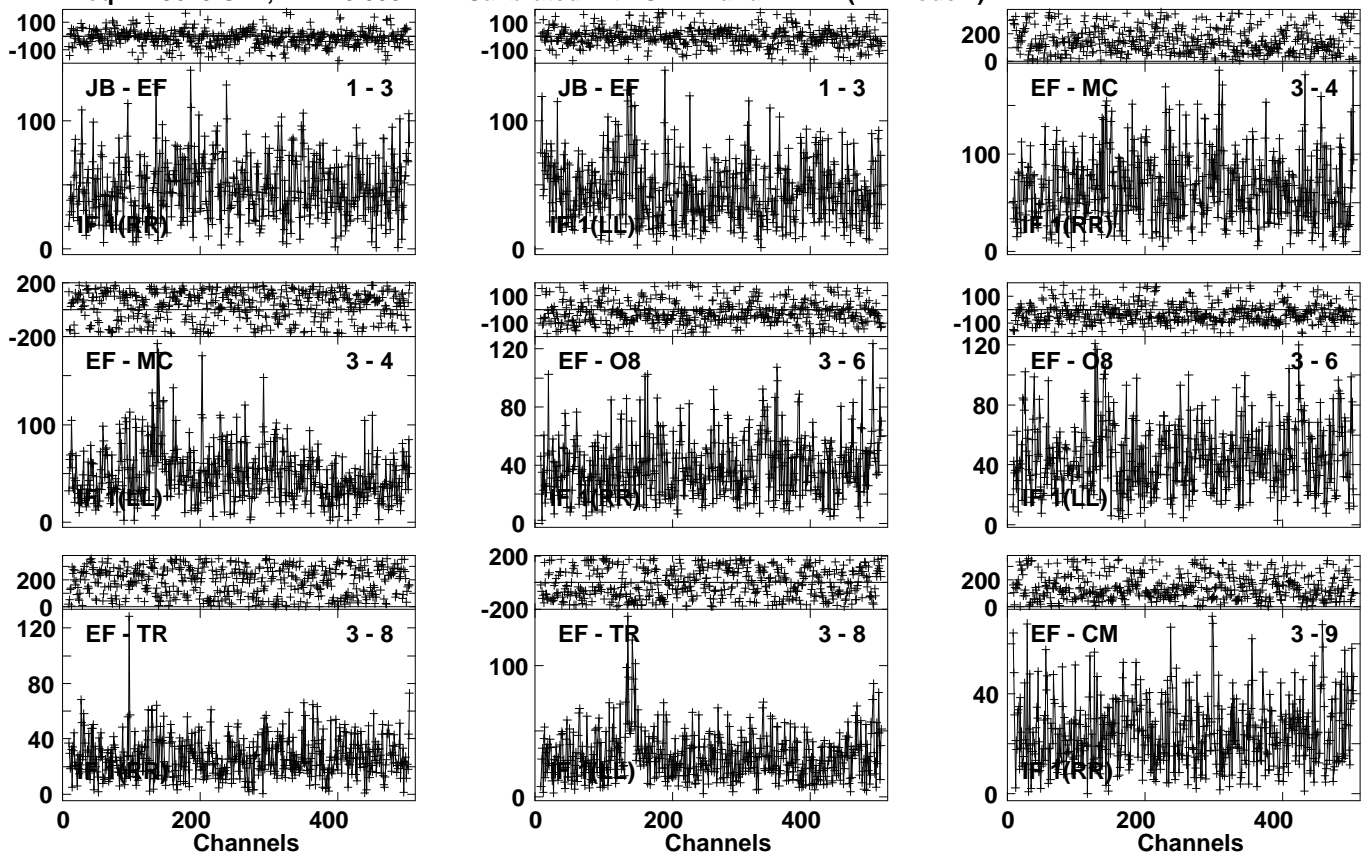 100
-100
JB - EF 1 - 3
100
IF 1(RR)
0
100
-100
JB - EF 1 - 3
100
IF 1(LL)
0
200
0
EF - MC 3 - 4
100
IF 1(RR)
0
200
-200
EF - MC 3 - 4
100
IF 1(LL)
0
100
-100
120
EF - O8 3 - 6
80
40
IF 1(RR)
0
100
-100
120
EF - O8 3 - 6
80
40
IF 1(LL)
0
200
0
120
EF - TR 3 - 8
80
40
IF 1(RR)
0
0 200 400
Channels
200
-200
EF - TR 3 - 8
100
IF 1(LL)
0
0 200 400
Channels
200
0
EF - CM 3 - 9
40
IF 1(RR)
0
0 200 400
Channels